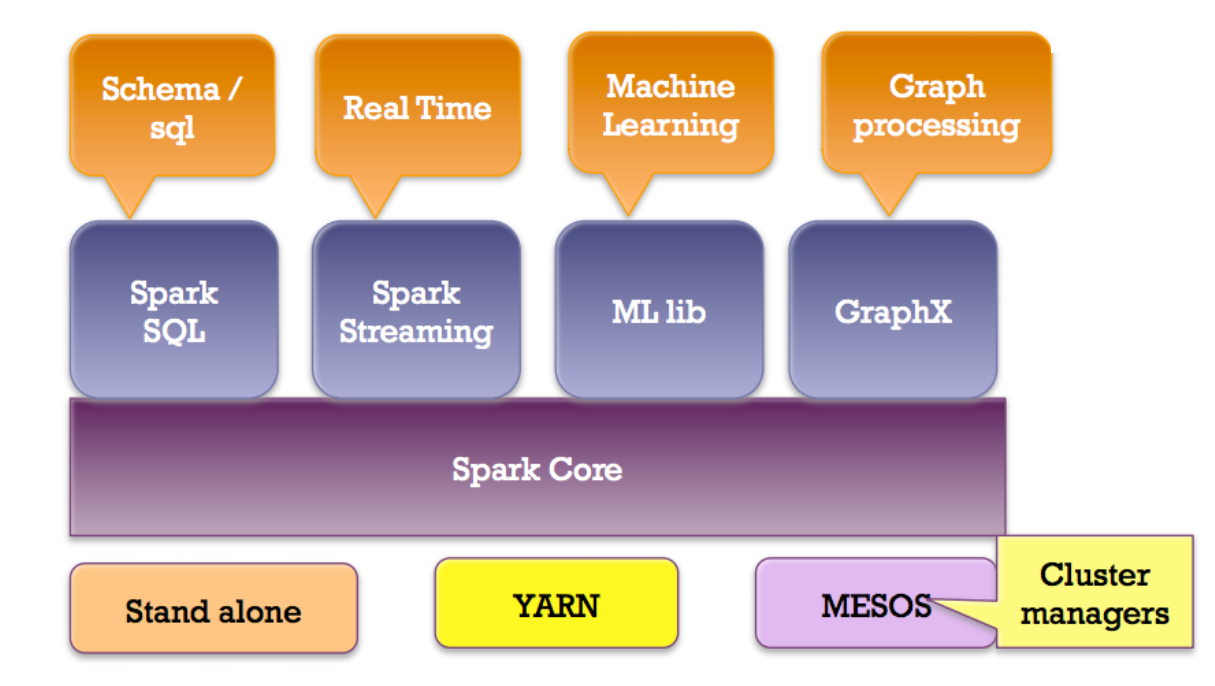 Schema /
sql
Real Time
Machine
Learning
Graph
processing
Spark
SQL
Spark
Streaming
ML lib
GraphX
Spark Core
Stand alone
YARN
MESOS
Cluster
managers